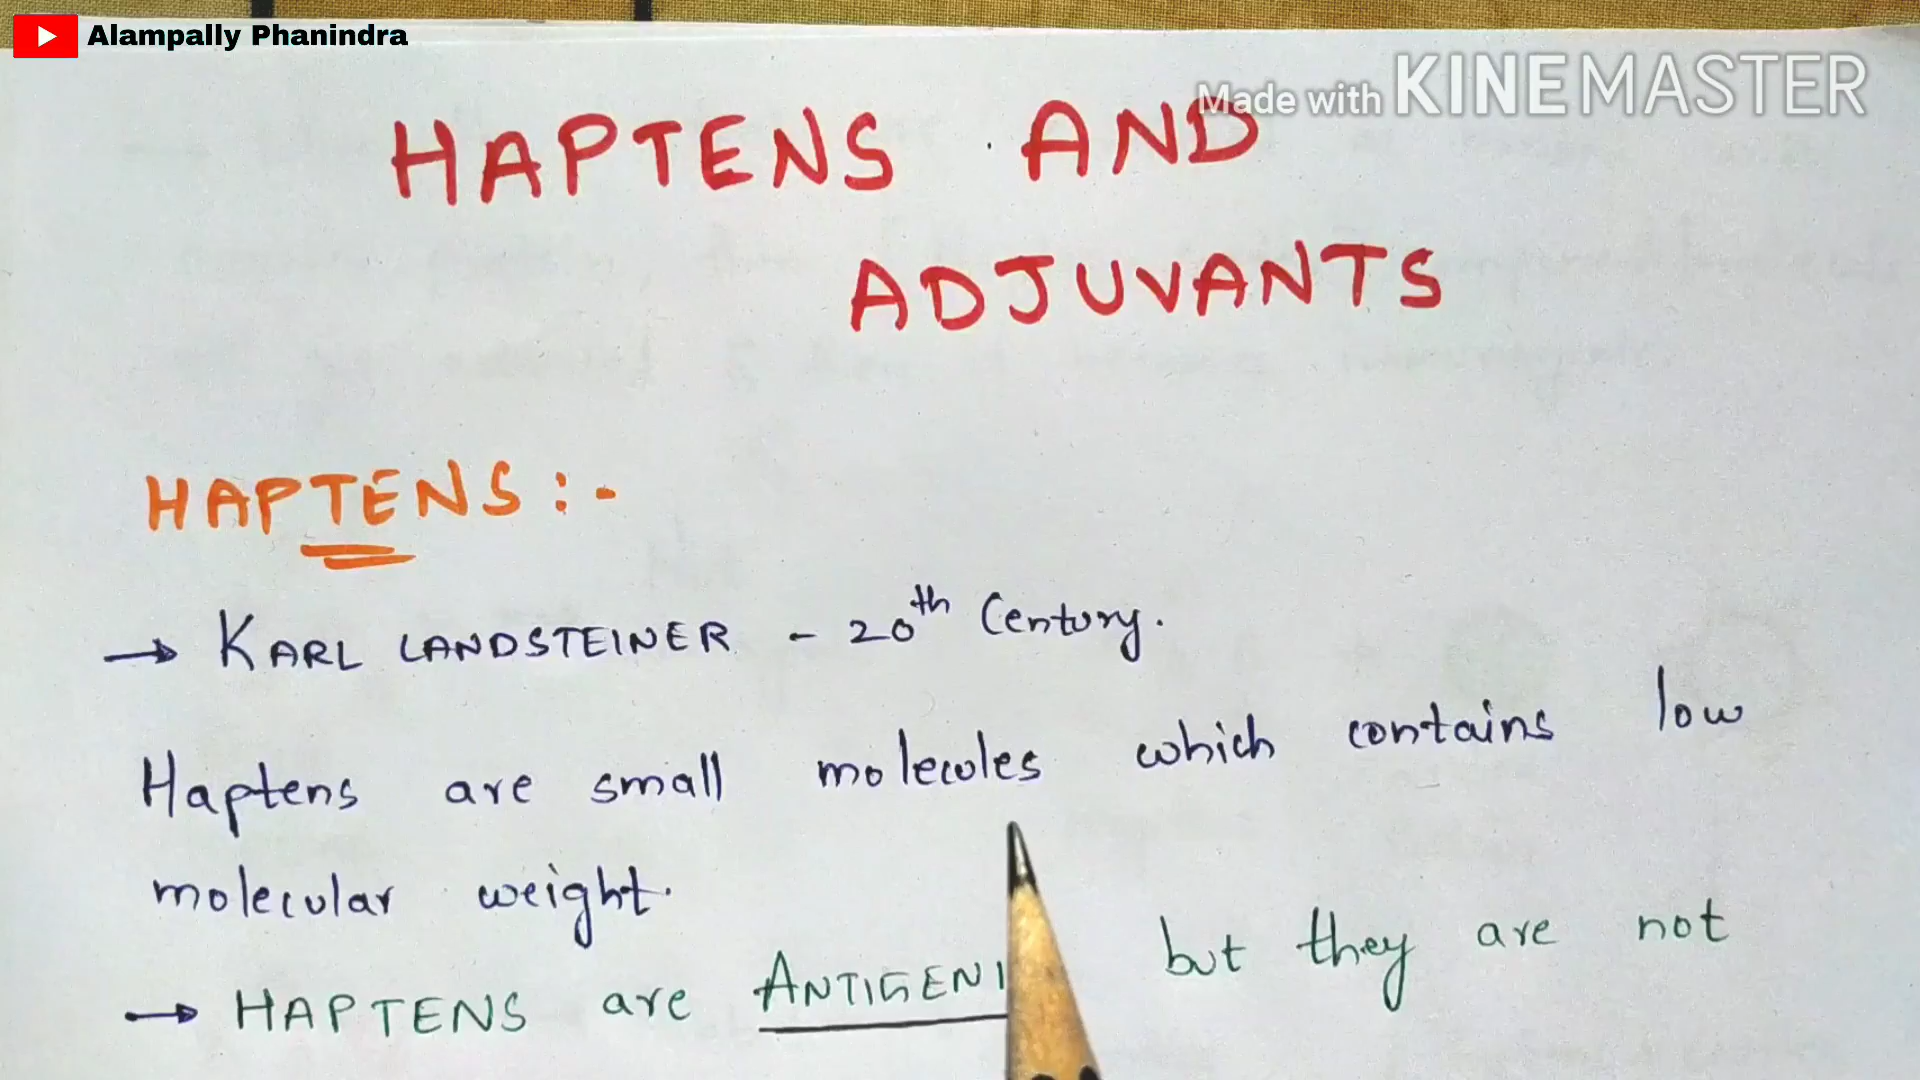 Alampally Phanindra
Made with KINEMASTER
HAPTENS AND
ADJUVANTS
HAPTENS :-
→ KARL LANDSTEINER - 20th Century.
Haptens are small molecules which contains low
molecular weight.
→ HAPTENS are but they are not